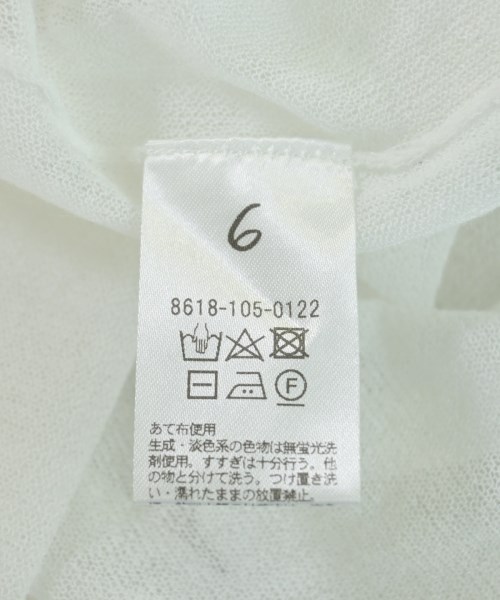 6
8618-105-0122
F
あて布使用
生成・淡色系の色物は無蛍光洗
剤使用。すすぎは十分行う。他
の物と分けて洗う。つけ置き洗
い・濡れたままの放置禁止。